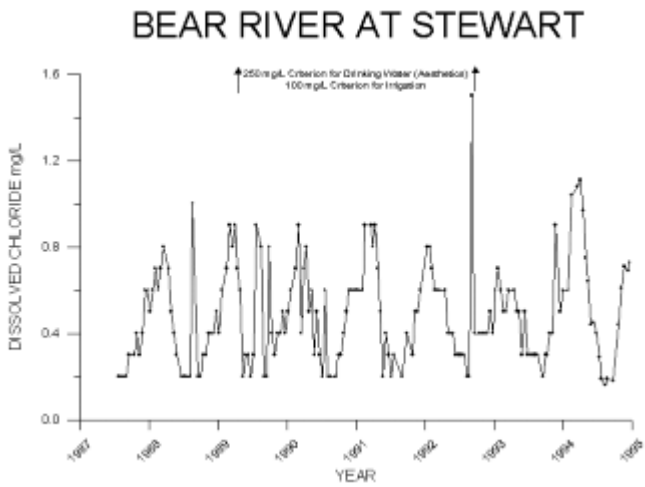 BEAR RIVER AT STEWART
250 mg/L Criterion for Drinking Water (Aesthetics)
100 mg/L Criterion for Irrigation
DISSOLVED CHLORIDE mg/L
1.6
1.2
0.8
0.4
0.0
1987 1988 1989 1990 1991 1992 1993 1994 1995
YEAR